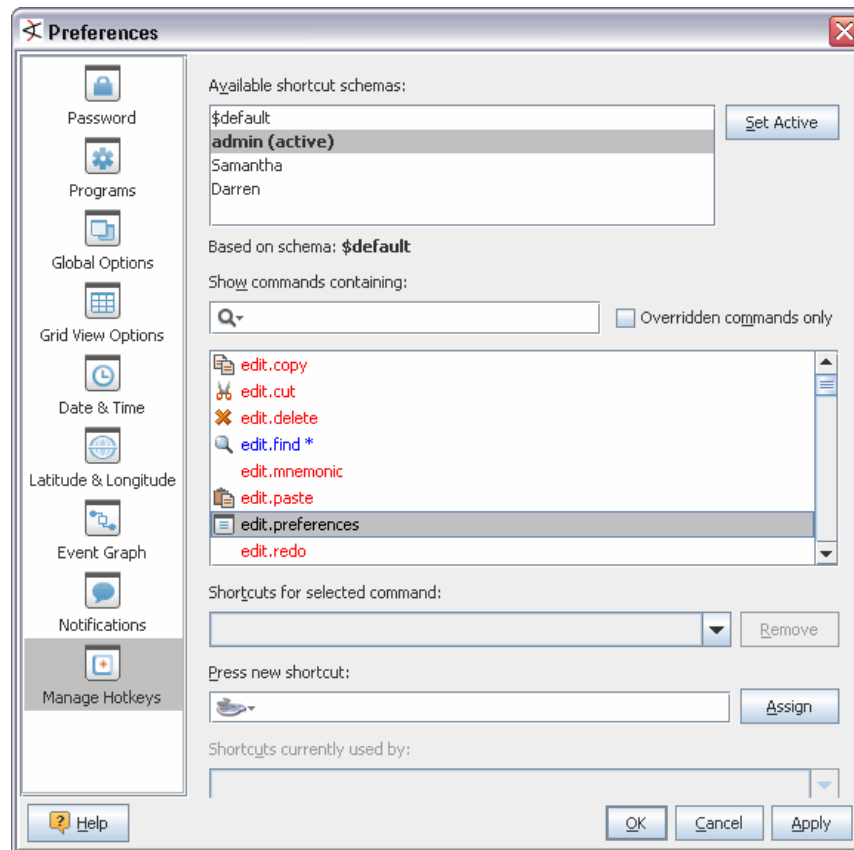 Preferences
Password
Programs
Global Options
Grid View Options
Date & Time
Latitude & Longitude
Event Graph
Notifications
Manage Hotkeys
Available shortcut schemas:
$default
admin (active)
Samantha
Darren
Set Active
Based on schema: $default
Show commands containing:
Overridden commands only
edit.copy
edit.cut
edit.delete
edit.find *
edit.mnemonic
edit.paste
edit.preferences
edit.redo
Shortcuts for selected command:
Remove
Press new shortcut:
Assign
Shortcuts currently used by:
Help
OK
Cancel
Apply